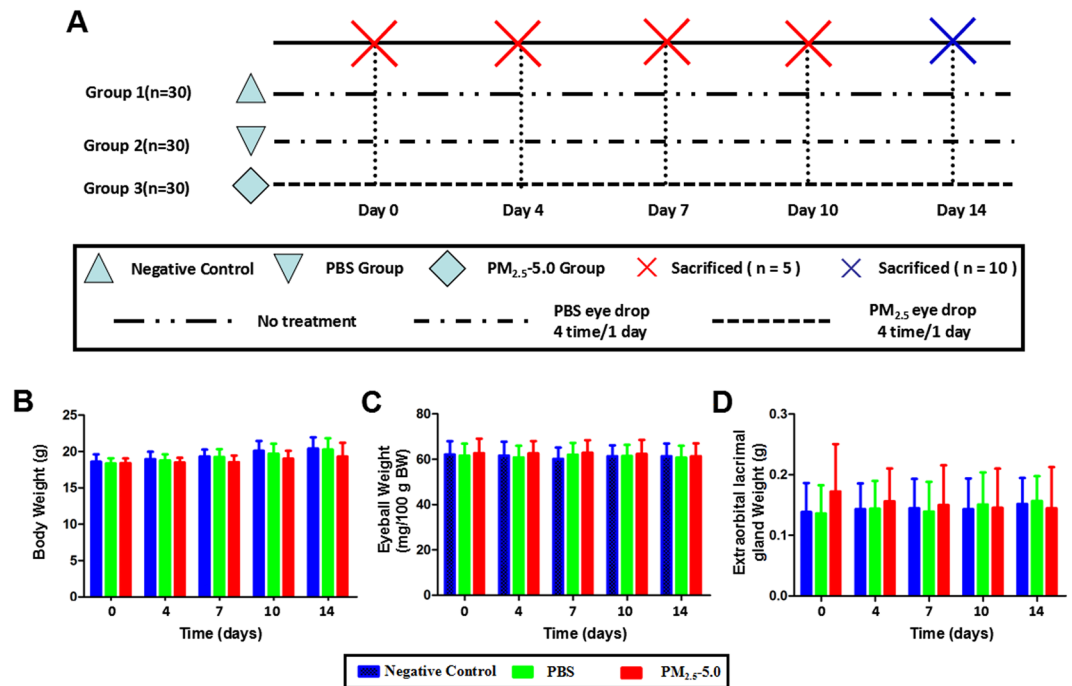 A
Group 1(n=30)
Group 2(n=30)
Group 3(n=30)
Day 0 Day 4 Day 7 Day 10 Day 14
Negative Control PBS Group PM2.5-5.0 Group Sacrificed ( n = 5 ) Sacrificed ( n = 10 )
No treatment PBS eye drop 4 time/1 day PM2.5 eye drop 4 time/1 day
B
Body Weight (g)
25
20
15
10
5
0
0 4 7 10 14
Time (days)
C
Eyeball Weight
(mg/100 g BW)
80
60
40
20
0
0 4 7 10 14
Time (days)
D
Extraorbital lacrimal
gland Weight (g)
0.3
0.2
0.1
0.0
0 4 7 10 14
Time (days)
Negative Control PBS PM2.5-5.0